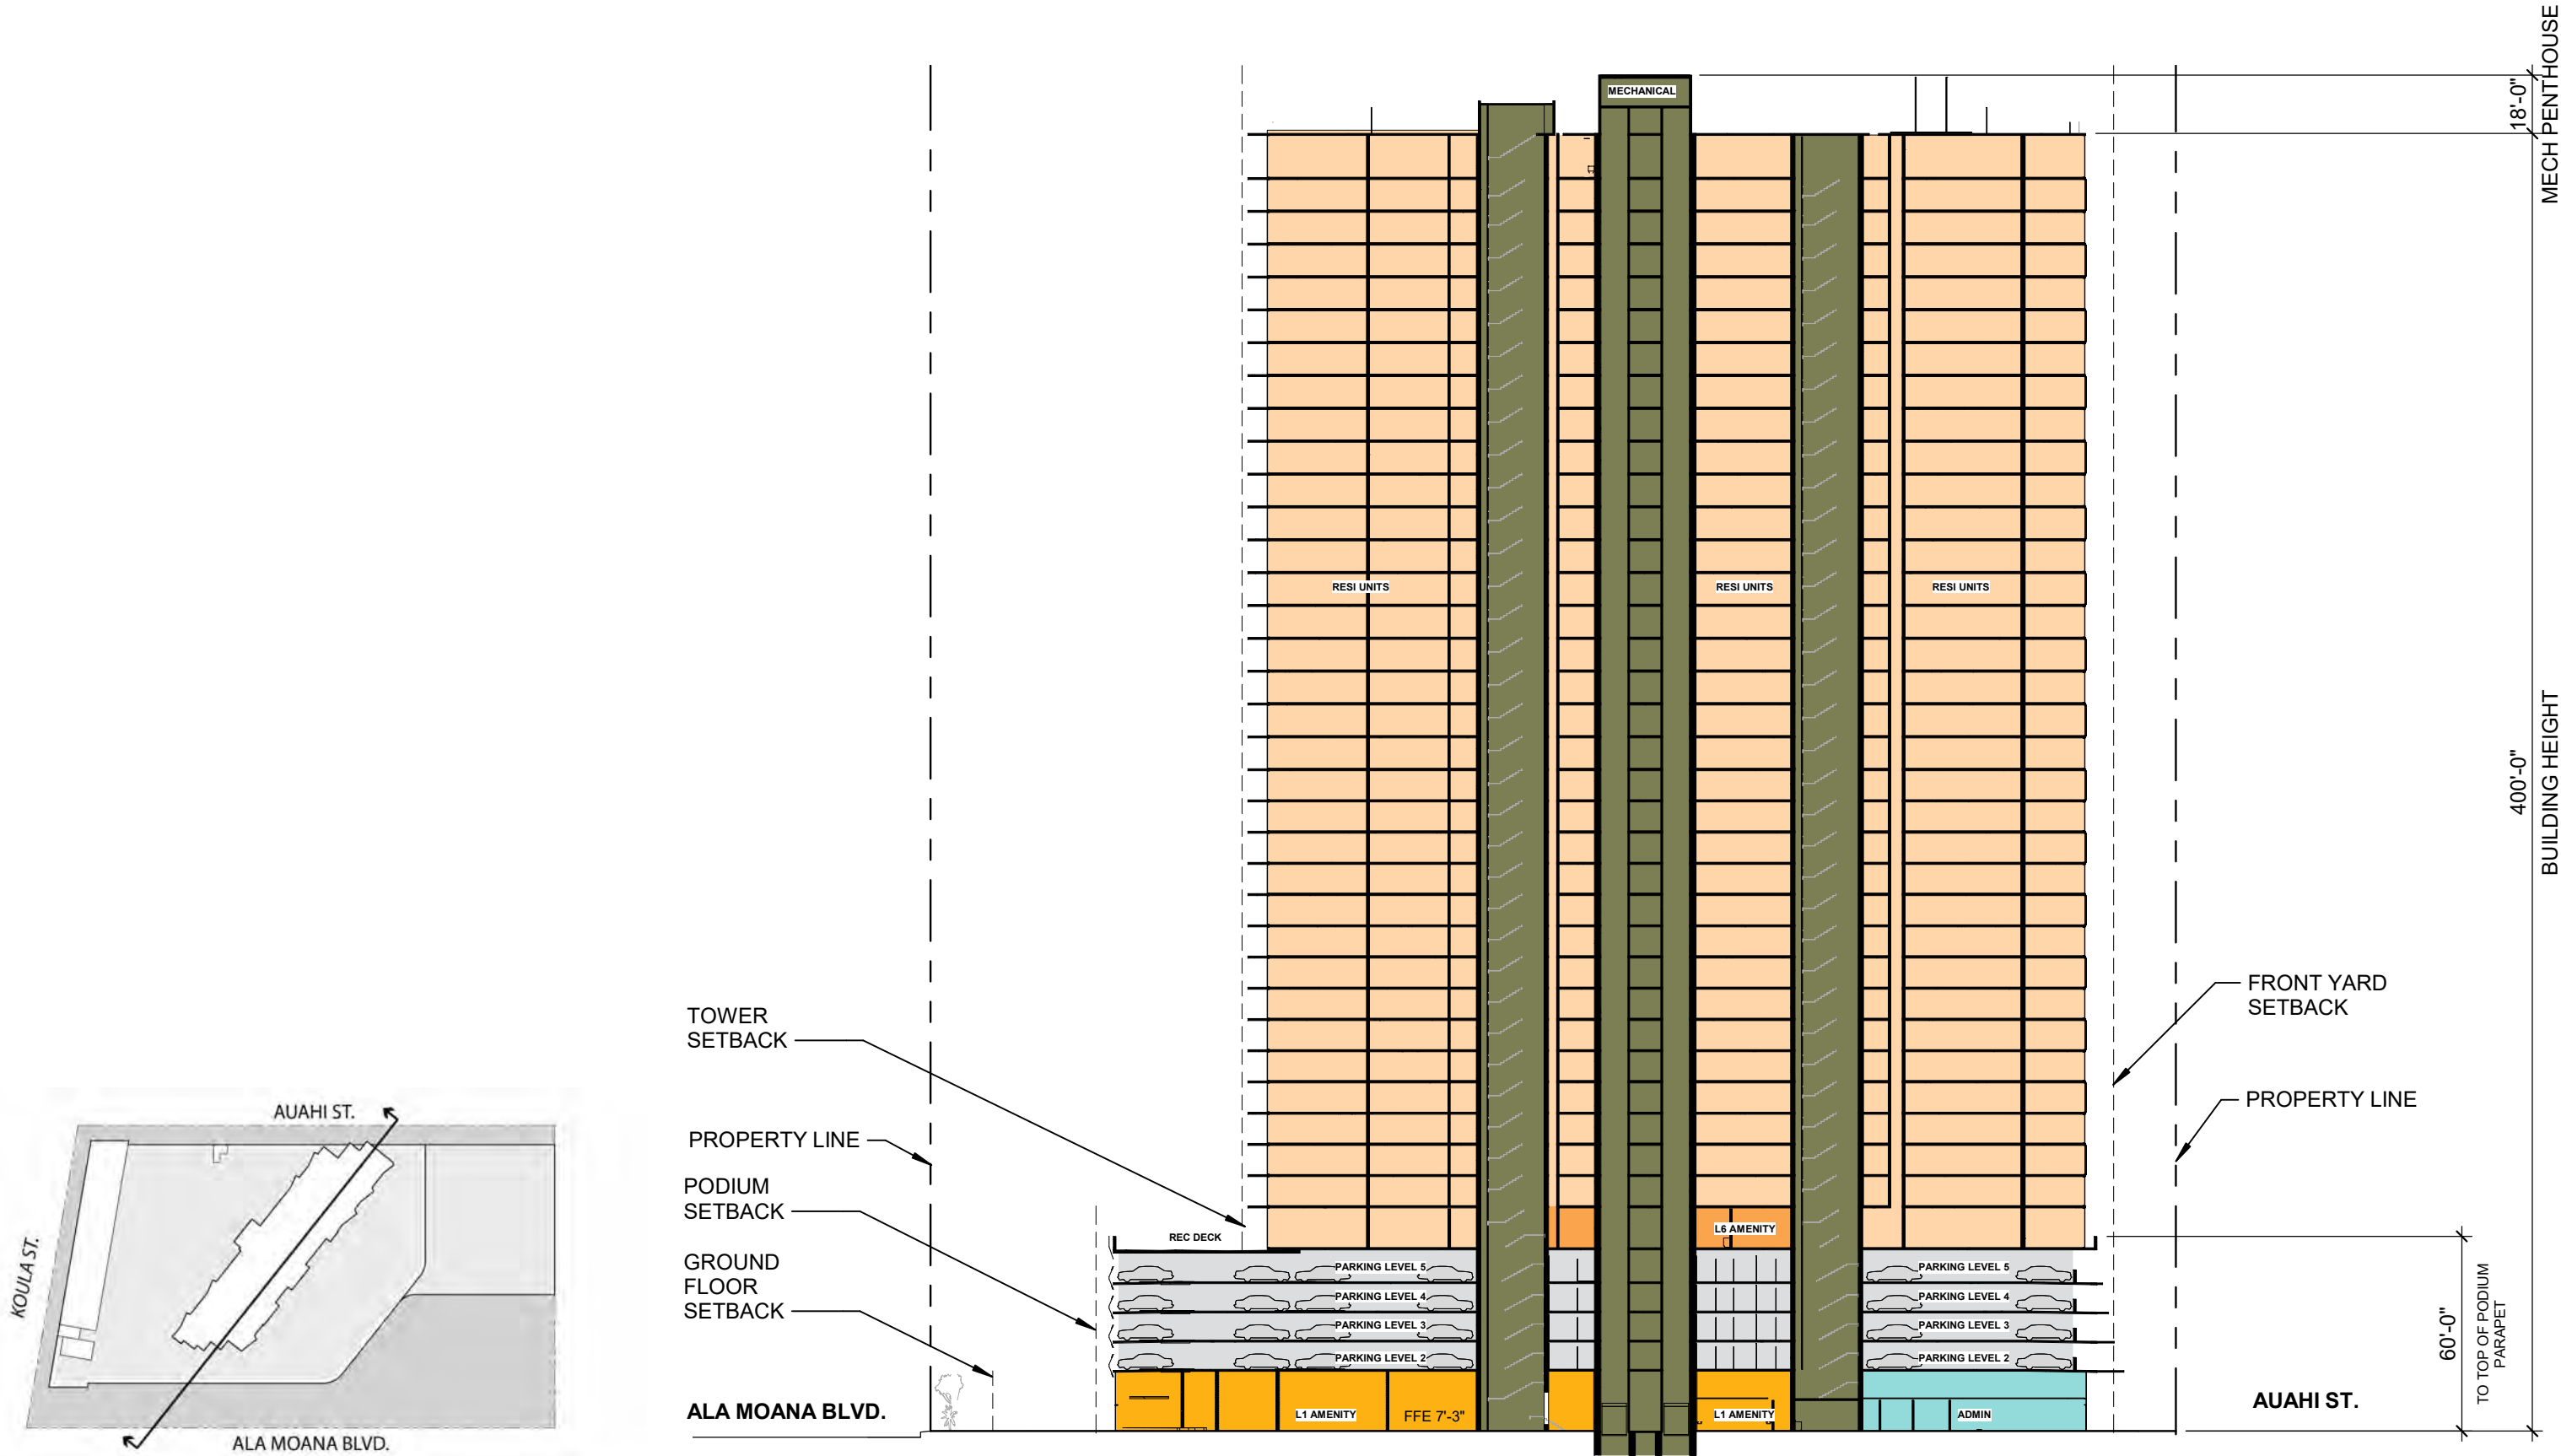 MECHANICAL
18'-0"
MECH PENTHOUSE
RESI UNITS
RESI UNITS
RESI UNITS
400'-0"
BUILDING HEIGHT
TOWER
SETBACK
PROPERTY LINE
PODIUM
SETBACK
GROUND
FLOOR
SETBACK
FRONT YARD
SETBACK
PROPERTY LINE
REC DECK
L6 AMENITY
PARKING LEVEL 5
PARKING LEVEL 5
PARKING LEVEL 4
PARKING LEVEL 4
PARKING LEVEL 3
PARKING LEVEL 3
PARKING LEVEL 2
PARKING LEVEL 2
60'-0"
TO TOP OF PODIUM
PARAPET
ALA MOANA BLVD.
L1 AMENITY
FFE 7'-3"
L1 AMENITY
ADMIN
AUAHI ST.
AUAHI ST.
KOULA ST.
ALA MOANA BLVD.